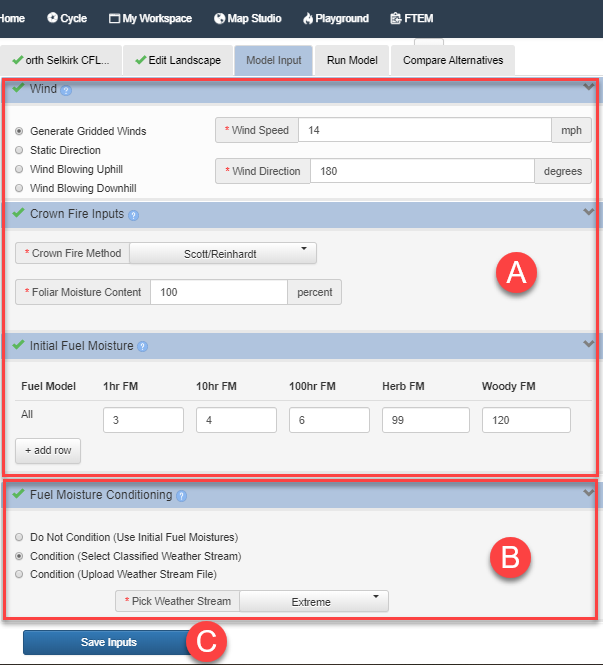 Home Cycle My Workspace Map Studio Playground FTEM
orth Selkirk CFL... Edit Landscape Model Input Run Model Compare Alternatives
Wind ?
Generate Gridded Winds * Wind Speed 14 mph
Static Direction
Wind Blowing Uphill * Wind Direction 180 degrees
Wind Blowing Downhill
Crown Fire Inputs ?
* Crown Fire Method Scott/Reinhardt
A
* Foliar Moisture Content 100 percent
Initial Fuel Moisture ?
Fuel Model 1hr FM 10hr FM 100hr FM Herb FM Woody FM
All 3 4 6 99 120
+ add row
Fuel Moisture Conditioning ?
Do Not Condition (Use Initial Fuel Moistures)
Condition (Select Classified Weather Stream)
B
Condition (Upload Weather Stream File)
* Pick Weather Stream Extreme
Save Inputs C